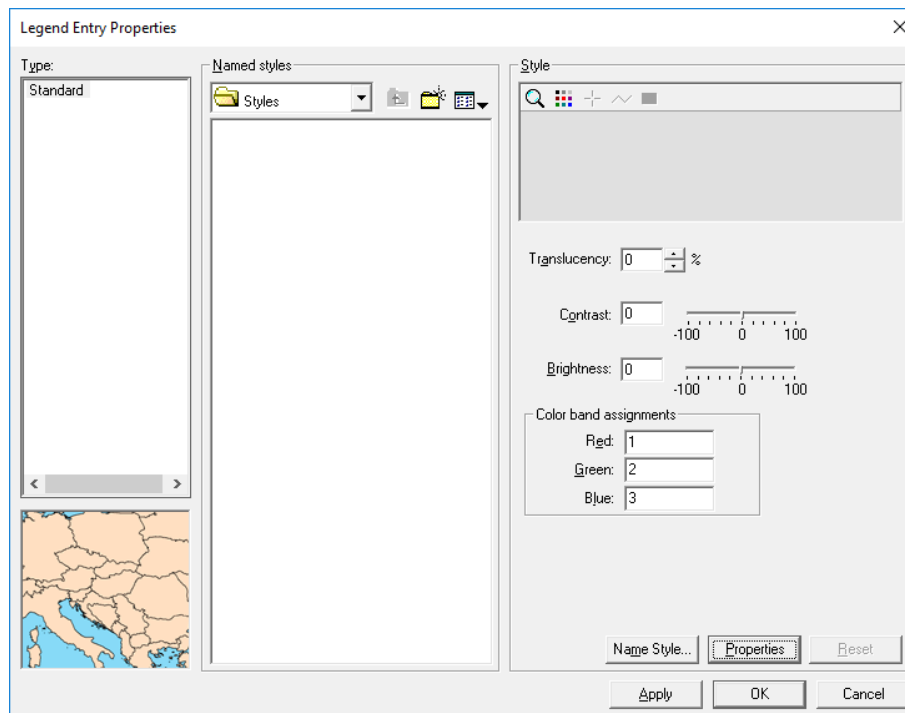 Legend Entry Properties
Type:
Standard
Named styles
Styles
Style
Translucency: 0 %
Contrast: 0
-100 0 100
Brightness: 0
-100 0 100
Color band assignments
Red: 1
Green: 2
Blue: 3
Name Style... Properties Reset
Apply OK Cancel